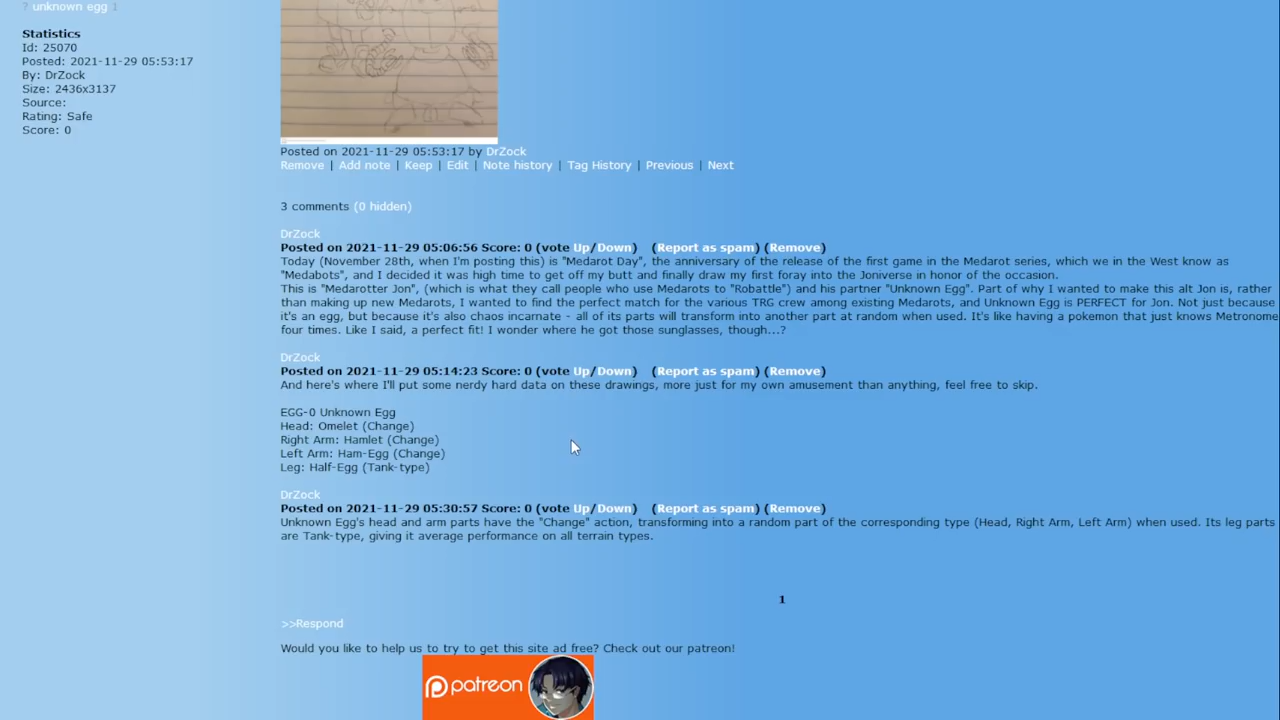 ? unknown egg 1
Statistics
Id: 25070
Posted: 2021-11-29 05:53:17
By: DrZock
Size: 2436x3137
Source:
Rating: Safe
Score: 0
Posted on 2021-11-29 05:53:17 by DrZock
Remove | Add note | Keep | Edit | Note history | Tag History | Previous | Next
3 comments (0 hidden)
DrZock
Posted on 2021-11-29 05:06:56 Score: 0 (vote Up/Down) (Report as spam) (Remove)
Today (November 28th, when I'm posting this) is "Medarot Day", the anniversary of the release of the first game in the Medarot series, which we in the West know as
"Medabots", and I decided it was high time to get off my butt and finally draw my first foray into the Joniverse in honor of the occasion.
This is "Medarotter Jon", (which is what they call people who use Medarots to "Robattle") and his partner "Unknown Egg". Part of why I wanted to make this alt Jon is, rather
than making up new Medarots, I wanted to find the perfect match for the various TRG crew among existing Medarots, and Unknown Egg is PERFECT for Jon. Not just because
it's an egg, but because it's also chaos incarnate - all of its parts will transform into another part at random when used. It's like having a pokemon that just knows Metronome
four times. Like I said, a perfect fit! I wonder where he got those sunglasses, though...?
DrZock
Posted on 2021-11-29 05:14:23 Score: 0 (vote Up/Down) (Report as spam) (Remove)
And here's where I'll put some nerdy hard data on these drawings, more just for my own amusement than anything, feel free to skip.
EGG-0 Unknown Egg
Head: Omelet (Change)
Right Arm: Hamlet (Change)
Left Arm: Ham-Egg (Change)
Leg: Half-Egg (Tank-type)
DrZock
Posted on 2021-11-29 05:30:57 Score: 0 (vote Up/Down) (Report as spam) (Remove)
Unknown Egg's head and arm parts have the "Change" action, transforming into a random part of the corresponding type (Head, Right Arm, Left Arm) when used. Its leg parts
are Tank-type, giving it average performance on all terrain types.
1
>>Respond
Would you like to help us to try to get this site ad free? Check out our patreon!
patreon